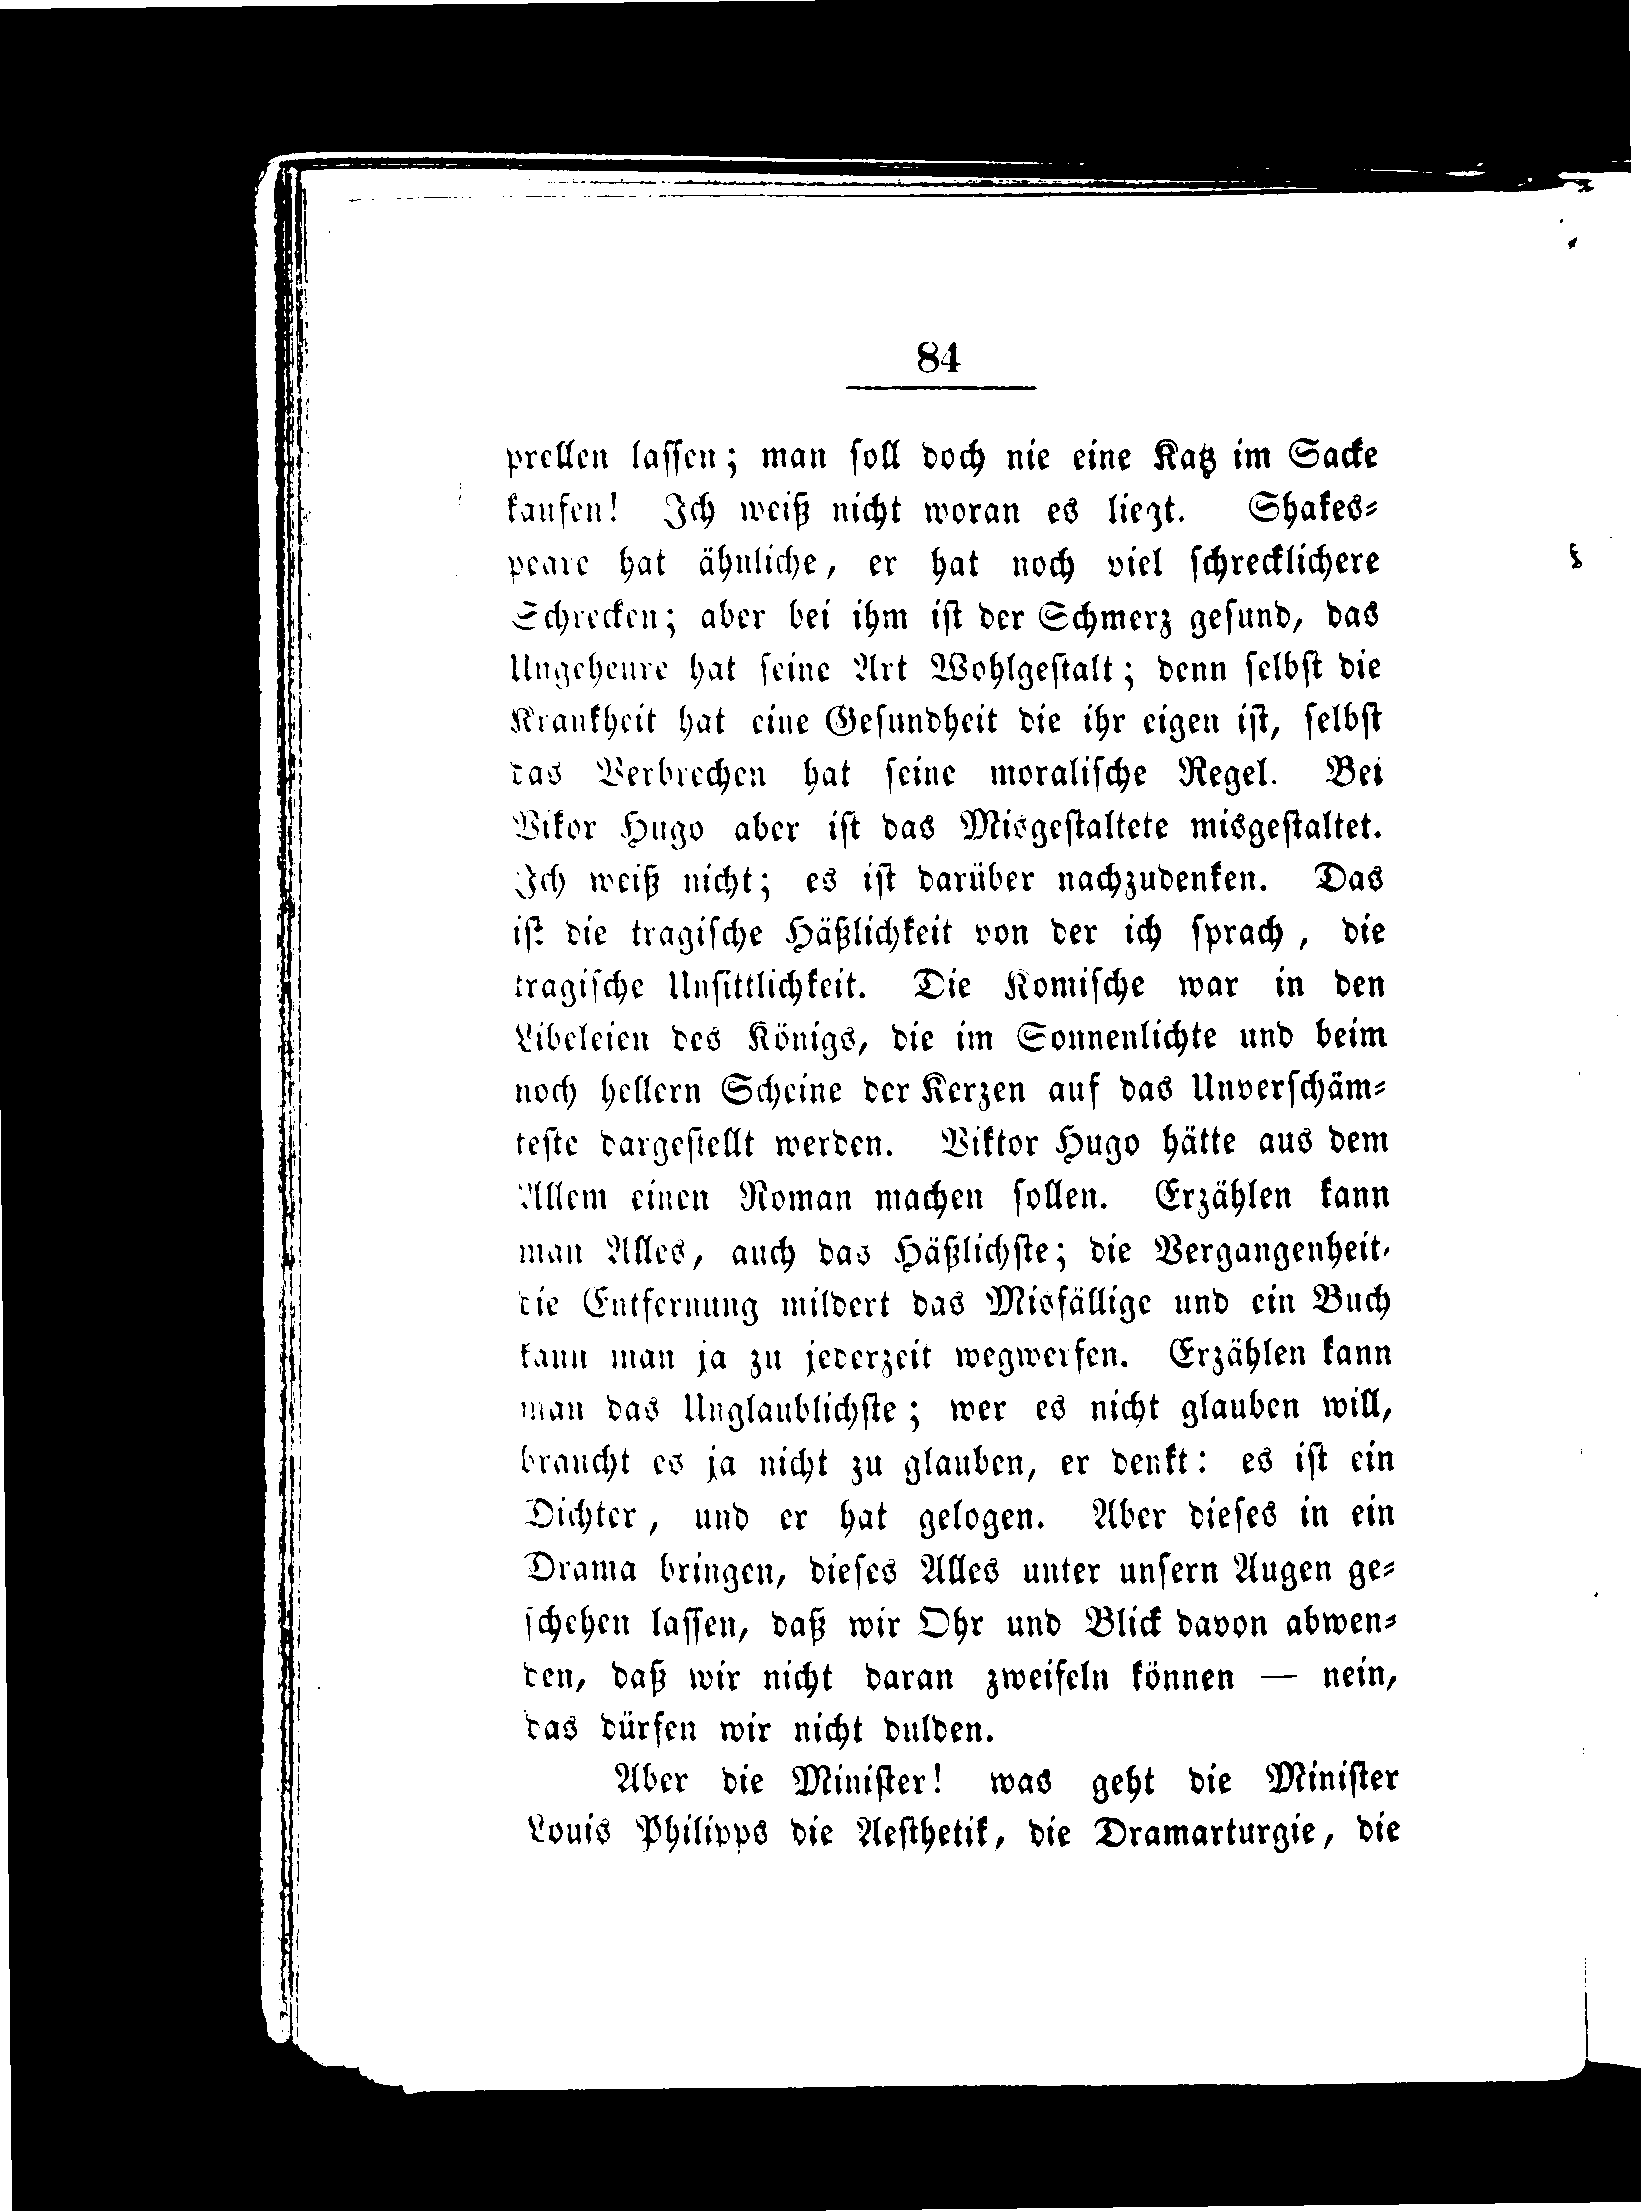 84
prellen lassen; man soll doch nie eine Katz im Sacke
kaufen! Ich weiß nicht woran es liegt. Shakes-
peare hat ähnliche, er hat noch viel schrecklichere
Schrecken; aber bei ihm ist der Schmerz gesund, das
Ungeheure hat seine Art Wohlgestalt; denn selbst die
Krankheit hat eine Gesundheit die ihr eigen ist, selbst
das Verbrechen hat seine moralische Regel. Bei
Vikor Hugo aber ist das Misgestaltete misgestaltet.
Ich weiß nicht; es ist darüber nachzudenken. Das
ist die tragische Häßlichkeit von der ich sprach, die
tragische Unsittlichkeit. Die Komische war in den
Libeleien des Königs, die im Sonnenlichte und beim
noch hellern Scheine der Kerzen auf das Unverschäm-
teste dargestellt werden. Viktor Hugo hätte aus dem
Allem einen Roman machen sollen. Erzählen kann
man Alles, auch das Häßlichste; die Vergangenheit,
die Entfernung mildert das Misfällige und ein Buch
kann man ja zu jederzeit wegwerfen. Erzählen kann
man das Unglaublichste; wer es nicht glauben will,
braucht es ja nicht zu glauben, er denkt: es ist ein
Dichter, und er hat gelogen. Aber dieses in ein
Drama bringen, dieses Alles unter unsern Augen ge-
schehen lassen, daß wir Ohr und Blick davon abwen-
den, daß wir nicht daran zweifeln können — nein,
das dürfen wir nicht dulden.
Aber die Minister! was geht die Minister
Louis Philipps die Aesthetik, die Dramarturgie, die